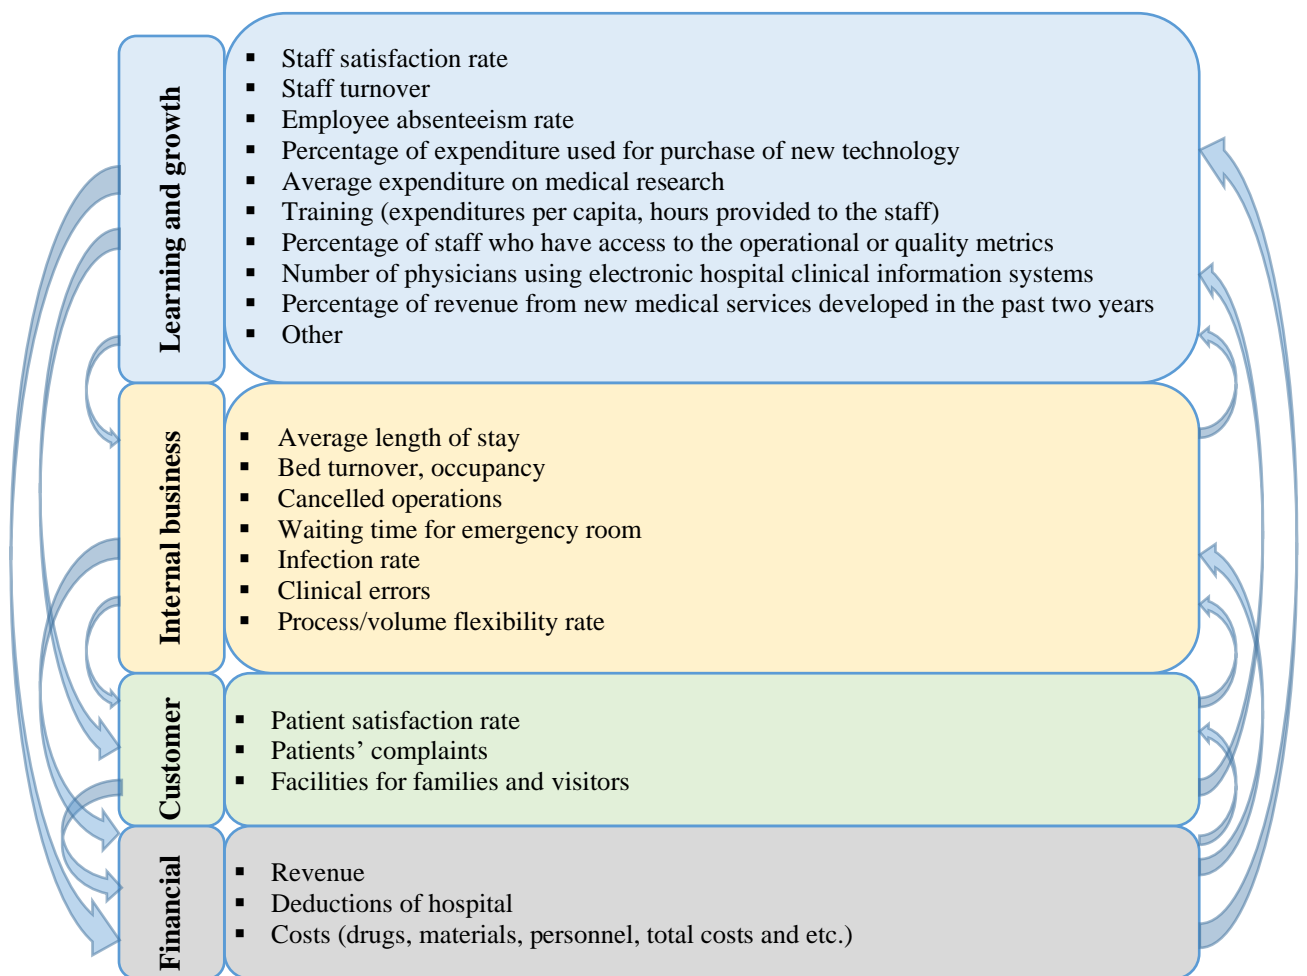 Learning and growth
▪ Staff satisfaction rate
▪ Staff turnover
▪ Employee absenteeism rate
▪ Percentage of expenditure used for purchase of new technology
▪ Average expenditure on medical research
▪ Training (expenditures per capita, hours provided to the staff)
▪ Percentage of staff who have access to the operational or quality metrics
▪ Number of physicians using electronic hospital clinical information systems
▪ Percentage of revenue from new medical services developed in the past two years
▪ Other
Internal business
▪ Average length of stay
▪ Bed turnover, occupancy
▪ Cancelled operations
▪ Waiting time for emergency room
▪ Infection rate
▪ Clinical errors
▪ Process/volume flexibility rate
Customer
▪ Patient satisfaction rate
▪ Patients’ complaints
▪ Facilities for families and visitors
Financial
▪ Revenue
▪ Deductions of hospital
▪ Costs (drugs, materials, personnel, total costs and etc.)